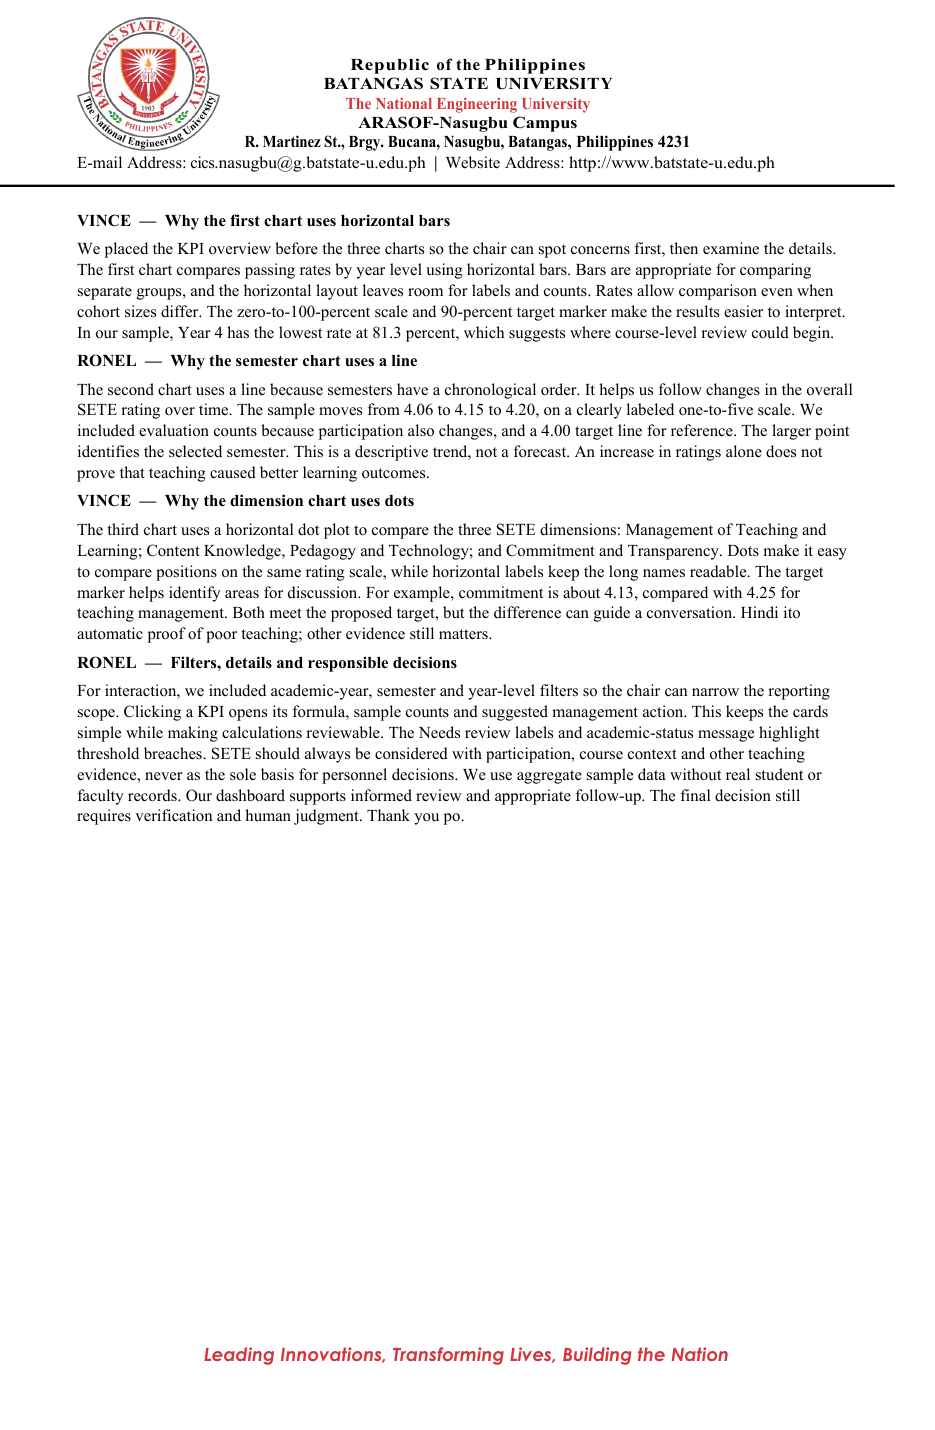 BATANGAS STATE UNIVERSITY
1903
PHILIPPINES
The National Engineering University
Republic of the Philippines
BATANGAS STATE UNIVERSITY
The National Engineering University
ARASOF-Nasugbu Campus
R. Martinez St., Brgy. Bucana, Nasugbu, Batangas, Philippines 4231
E-mail Address: cics.nasugbu@g.batstate-u.edu.ph | Website Address: http://www.batstate-u.edu.ph
VINCE — Why the first chart uses horizontal bars
We placed the KPI overview before the three charts so the chair can spot concerns first, then examine the details.
The first chart compares passing rates by year level using horizontal bars. Bars are appropriate for comparing
separate groups, and the horizontal layout leaves room for labels and counts. Rates allow comparison even when
cohort sizes differ. The zero-to-100-percent scale and 90-percent target marker make the results easier to interpret.
In our sample, Year 4 has the lowest rate at 81.3 percent, which suggests where course-level review could begin.
RONEL — Why the semester chart uses a line
The second chart uses a line because semesters have a chronological order. It helps us follow changes in the overall
SETE rating over time. The sample moves from 4.06 to 4.15 to 4.20, on a clearly labeled one-to-five scale. We
included evaluation counts because participation also changes, and a 4.00 target line for reference. The larger point
identifies the selected semester. This is a descriptive trend, not a forecast. An increase in ratings alone does not
prove that teaching caused better learning outcomes.
VINCE — Why the dimension chart uses dots
The third chart uses a horizontal dot plot to compare the three SETE dimensions: Management of Teaching and
Learning; Content Knowledge, Pedagogy and Technology; and Commitment and Transparency. Dots make it easy
to compare positions on the same rating scale, while horizontal labels keep the long names readable. The target
marker helps identify areas for discussion. For example, commitment is about 4.13, compared with 4.25 for
teaching management. Both meet the proposed target, but the difference can guide a conversation. Hindi ito
automatic proof of poor teaching; other evidence still matters.
RONEL — Filters, details and responsible decisions
For interaction, we included academic-year, semester and year-level filters so the chair can narrow the reporting
scope. Clicking a KPI opens its formula, sample counts and suggested management action. This keeps the cards
simple while making calculations reviewable. The Needs review labels and academic-status message highlight
threshold breaches. SETE should always be considered with participation, course context and other teaching
evidence, never as the sole basis for personnel decisions. We use aggregate sample data without real student or
faculty records. Our dashboard supports informed review and appropriate follow-up. The final decision still
requires verification and human judgment. Thank you po.
Leading Innovations, Transforming Lives, Building the Nation